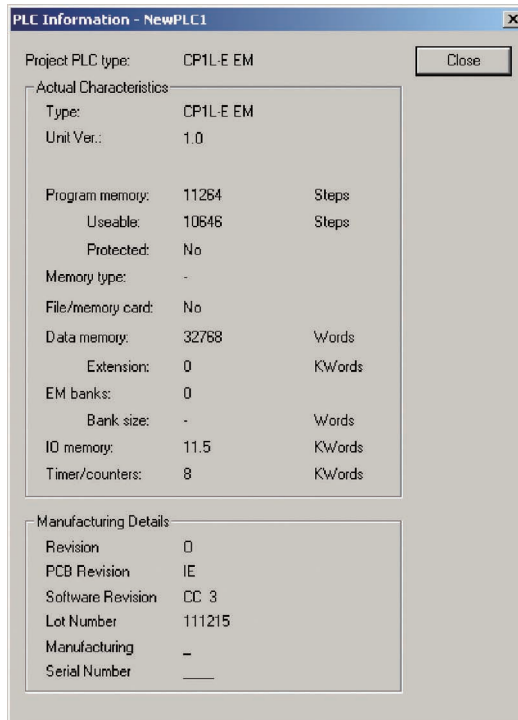 PLC Information - NewPLC1
Project PLC type: CP1L-E EM Close
Actual Characteristics
Type: CP1L-E EM
Unit Ver.: 1.0
Program memory: 11264 Steps
Useable: 10646 Steps
Protected: No
Memory type: -
File/memory card: No
Data memory: 32768 Words
Extension: 0 KWords
EM banks: 0
Bank size: - Words
IO memory: 11.5 KWords
Timer/counters: 8 KWords
Manufacturing Details
Revision O
PCB Revision IE
Software Revision CC 3
Lot Number 111215
Manufacturing _
Serial Number ____